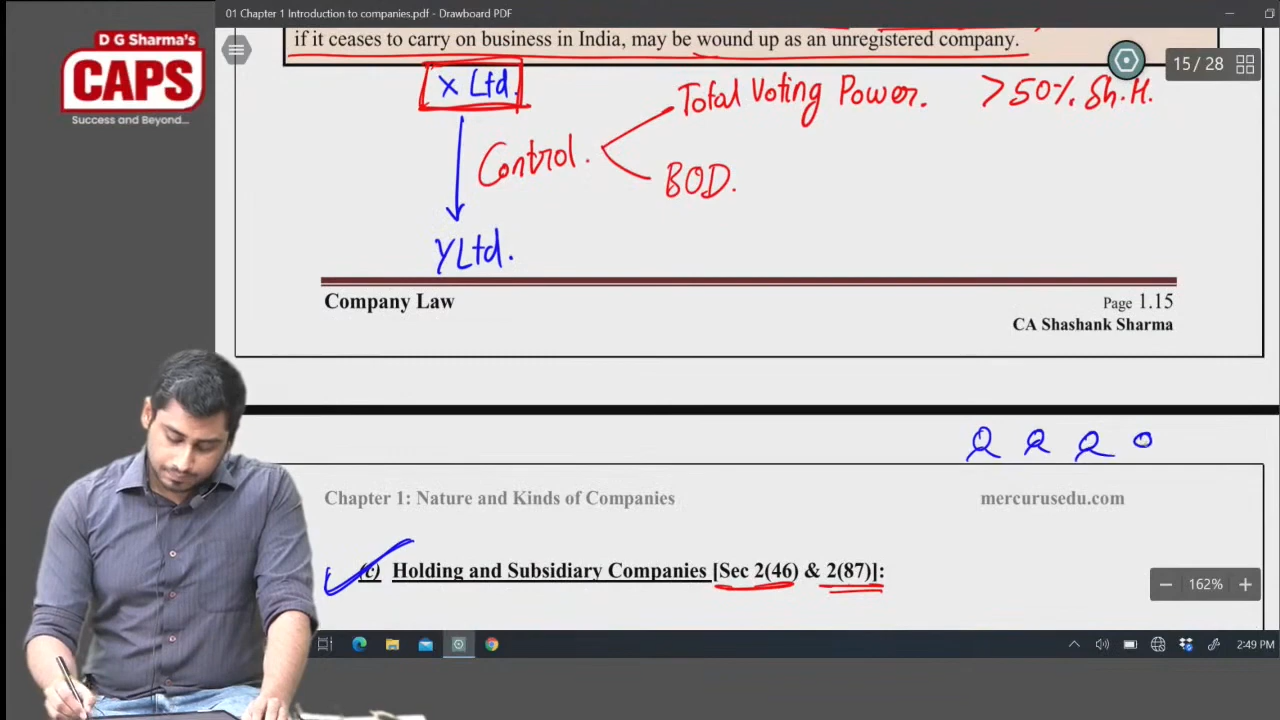 01 Chapter 1 Introduction to companies.pdf - Drawboard PDF
D G Sharma's
CAPS
Success and Beyond...
if it ceases to carry on business in India, may be wound up as an unregistered company.
15 / 28
X Ltd.
Total Voting Power. >50% Sh.H.
Control.
BOD.
Y Ltd.
Company Law
Page 1.15
CA Shashank Sharma
Chapter 1: Nature and Kinds of Companies
mercurusedu.com
(c) Holding and Subsidiary Companies [Sec 2(46) & 2(87)]:
162%
2:49 PM